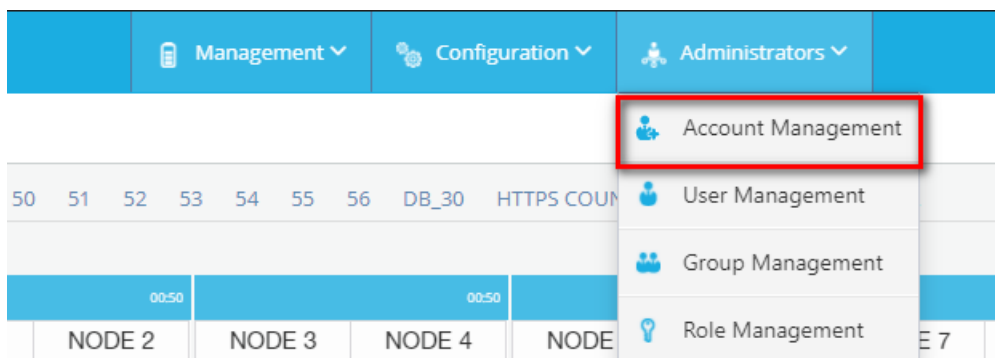 Management Configuration Administrators
Account Management
50 51 52 53 54 55 56 DB_30 HTTPS COUN
User Management
Group Management
00:50 00:50
NODE 2 NODE 3 NODE 4 NODE
Role Management
E 7